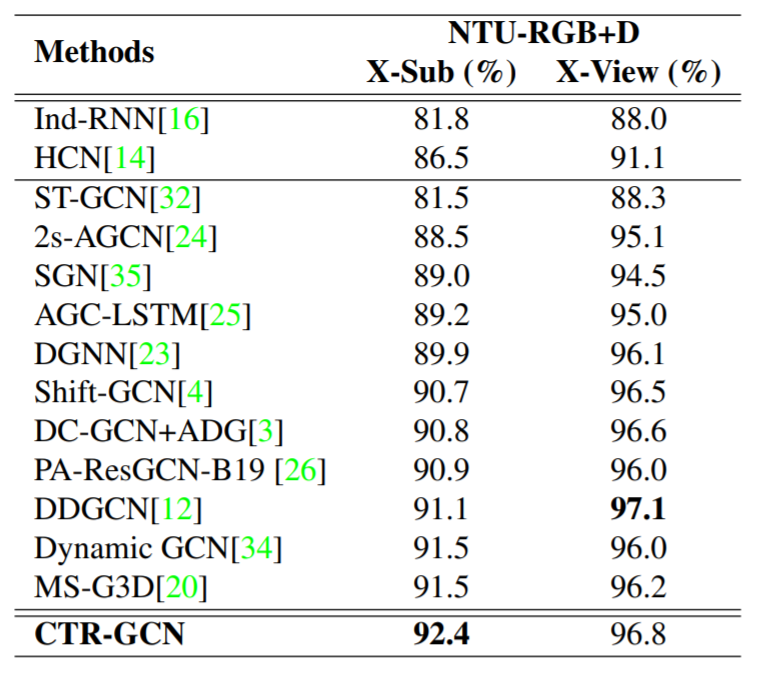 Methods NTU-RGB+D
X-Sub (%) X-View (%)
Ind-RNN[16] 81.8 88.0
HCN[14] 86.5 91.1
ST-GCN[32] 81.5 88.3
2s-AGCN[24] 88.5 95.1
SGN[35] 89.0 94.5
AGC-LSTM[25] 89.2 95.0
DGNN[23] 89.9 96.1
Shift-GCN[4] 90.7 96.5
DC-GCN+ADG[3] 90.8 96.6
PA-ResGCN-B19 [26] 90.9 96.0
DDGCN[12] 91.1 97.1
Dynamic GCN[34] 91.5 96.0
MS-G3D[20] 91.5 96.2
CTR-GCN 92.4 96.8